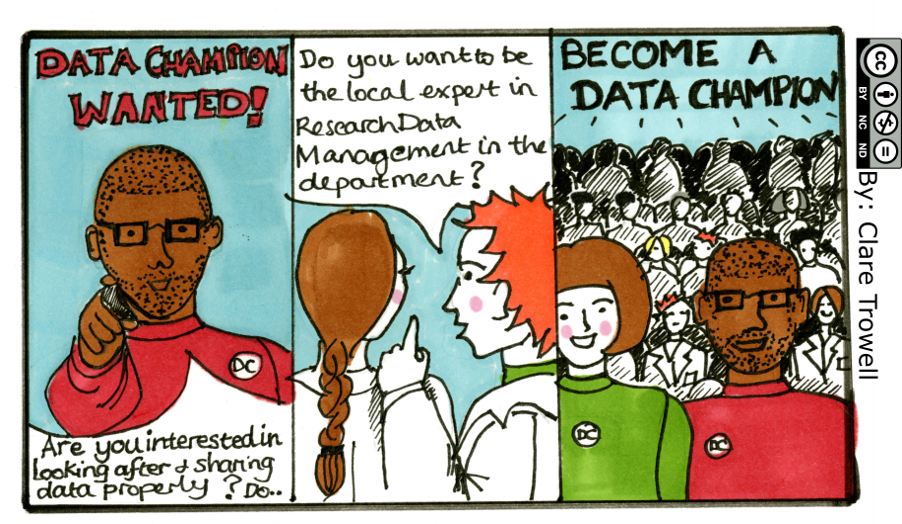 DATA CHAMPION
WANTED!
DC
Are you interested in
looking after & sharing
data properly? Do..
Do you want to be
the local expert in
Research Data
Management in the
department?
BECOME A
DATA CHAMPION
DC
DC
cc
BY NC ND
By: Clare Trowell